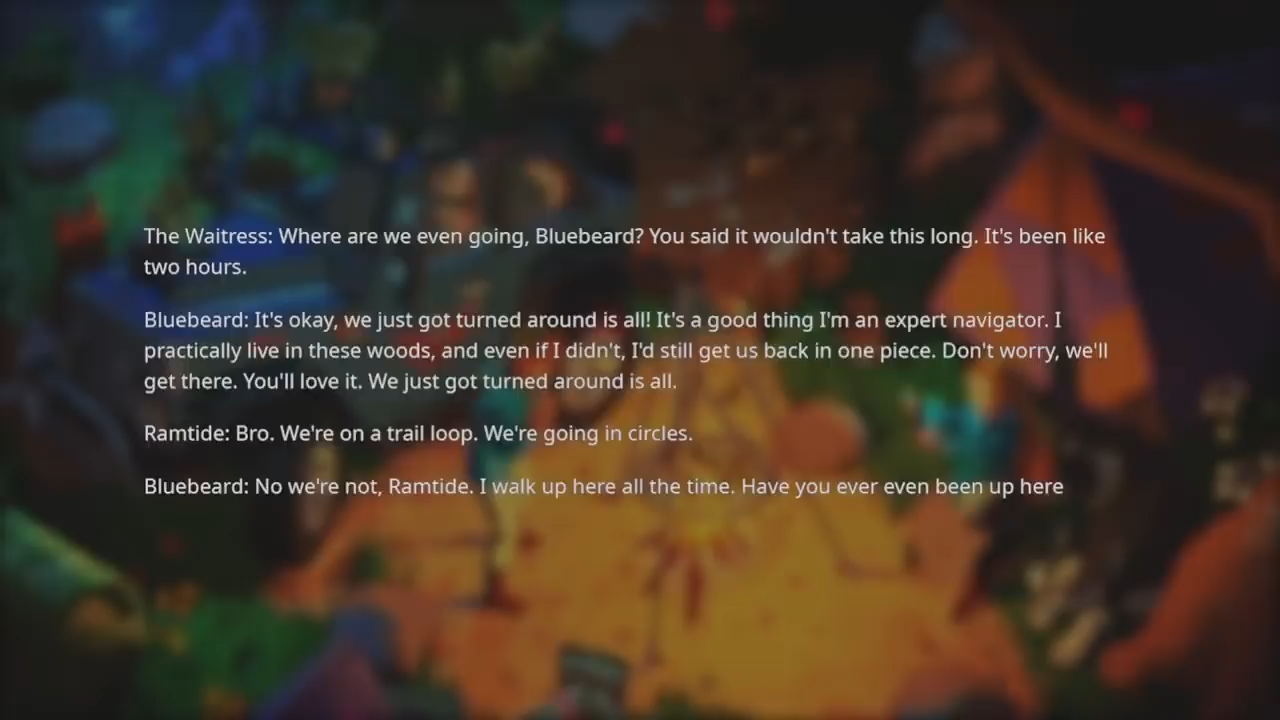 The Waitress: Where are we even going, Bluebeard? You said it wouldn't take this long. It's been like
two hours.
Bluebeard: It's okay, we just got turned around is all! It's a good thing I'm an expert navigator. I
practically live in these woods, and even if I didn't, I'd still get us back in one piece. Don't worry, we'll
get there. You'll love it. We just got turned around is all.
Ramtide: Bro. We're on a trail loop. We're going in circles.
Bluebeard: No we're not, Ramtide. I walk up here all the time. Have you ever even been up here